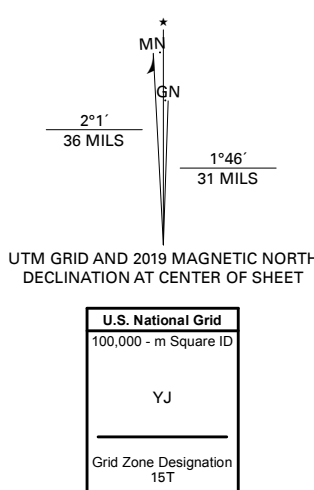 ★
MN
GN
2°1´
36 MILS
1°46´
31 MILS
UTM GRID AND 2019 MAGNETIC NORTH
DECLINATION AT CENTER OF SHEET
U.S. National Grid
100,000 - m Square ID
YJ
Grid Zone Designation
15T